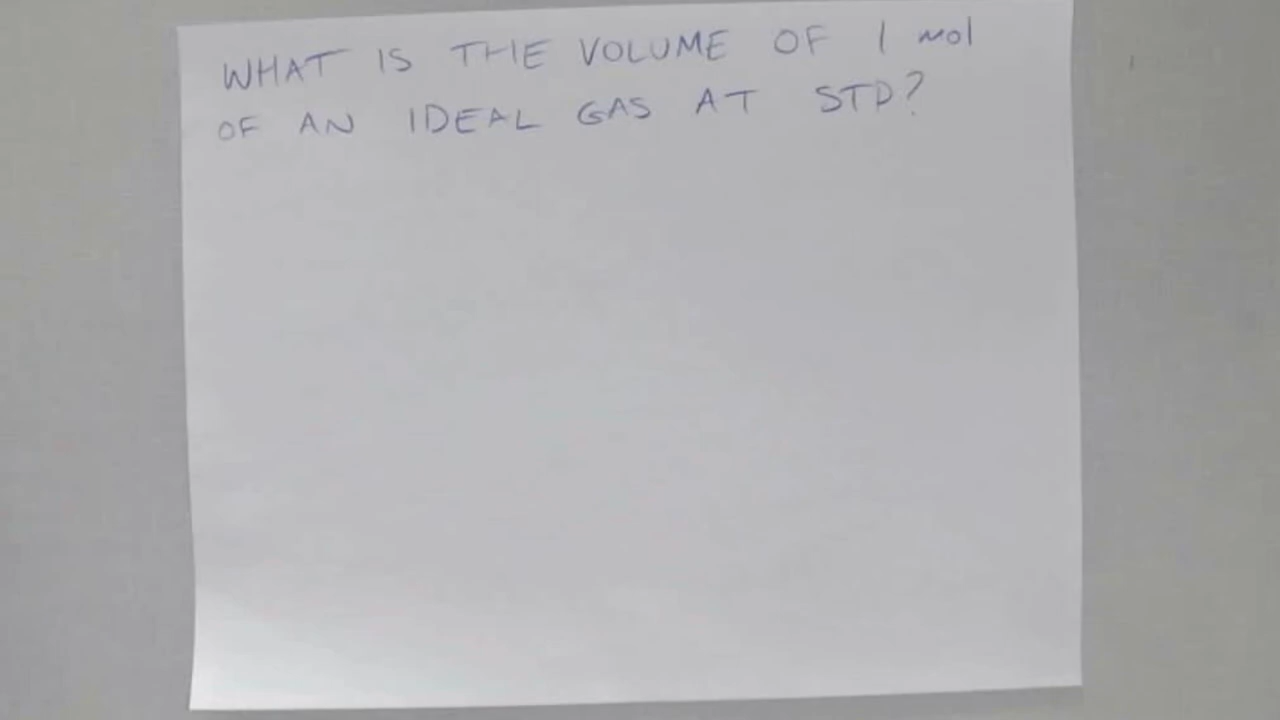 WHAT IS THE VOLUME OF 1 mol
OF AN IDEAL GAS AT STP?